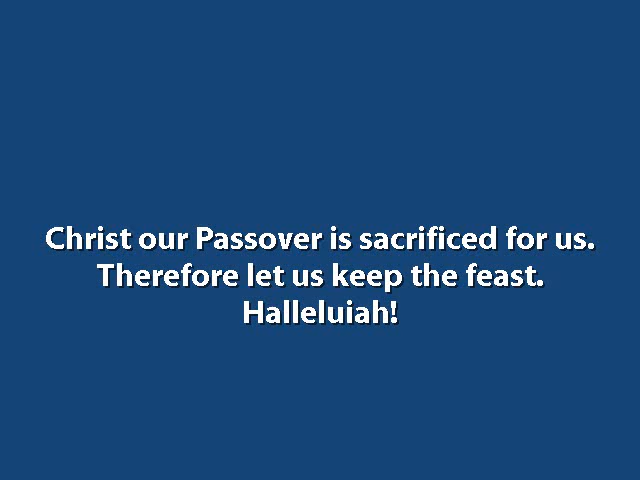 Christ our Passover is sacrificed for us.
Therefore let us keep the feast.
Halleluiah!